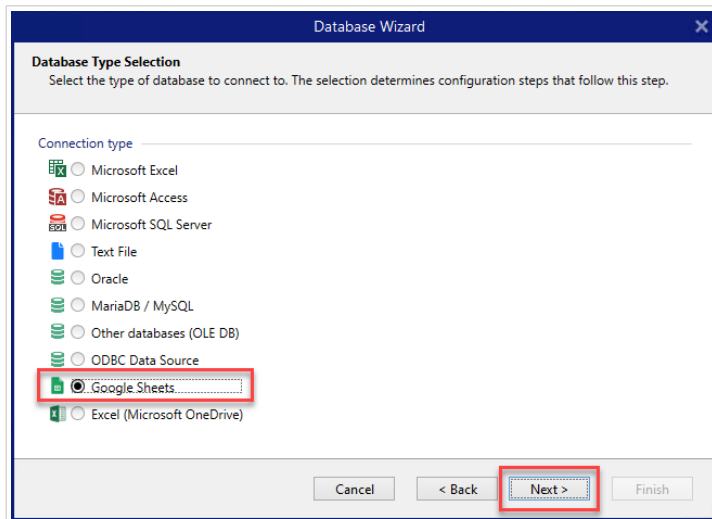 Database Wizard
Database Type Selection
Select the type of database to connect to. The selection determines configuration steps that follow this step.
Connection type
Microsoft Excel
Microsoft Access
Microsoft SQL Server
Text File
Oracle
MariaDB / MySQL
Other databases (OLE DB)
ODBC Data Source
Google Sheets
Excel (Microsoft OneDrive)
Cancel < Back Next > Finish